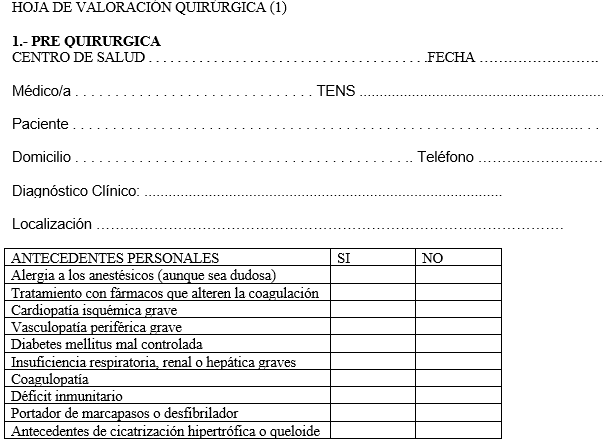 HOJA DE VALORACIÓN QUIRÚRGICA (1)
1.- PRE QUIRURGICA
CENTRO DE SALUD . . . . . . . . . . . . . . . . . . . . . . . . . . . . . . . . . . . . . . .FECHA ……………………..
Médico/a . . . . . . . . . . . . . . . . . . . . . . . . . . . . TENS ..................................................................
Paciente . . . . . . . . . . . . . . . . . . . . . . . . . . . . . . . . . . . . . . . . . . . . . . .. ………. . .
Domicilio . . . . . . . . . . . . . . . . . . . . . . . . . . . . . . . . . . . . .. Teléfono ……………………….
Diagnóstico Clínico: ...................................................................................
Localización ………………………………………………………………………………
ANTECEDENTES PERSONALES SI NO
Alergia a los anestésicos (aunque sea dudosa)
Tratamiento con fármacos que alteren la coagulación
Cardiopatía isquémica grave
Vasculopatía periférica grave
Diabetes mellitus mal controlada
Insuficiencia respiratoria, renal o hepática graves
Coagulopatía
Déficit inmunitario
Portador de marcapasos o desfibrilador
Antecedentes de cicatrización hipertrófica o queloide